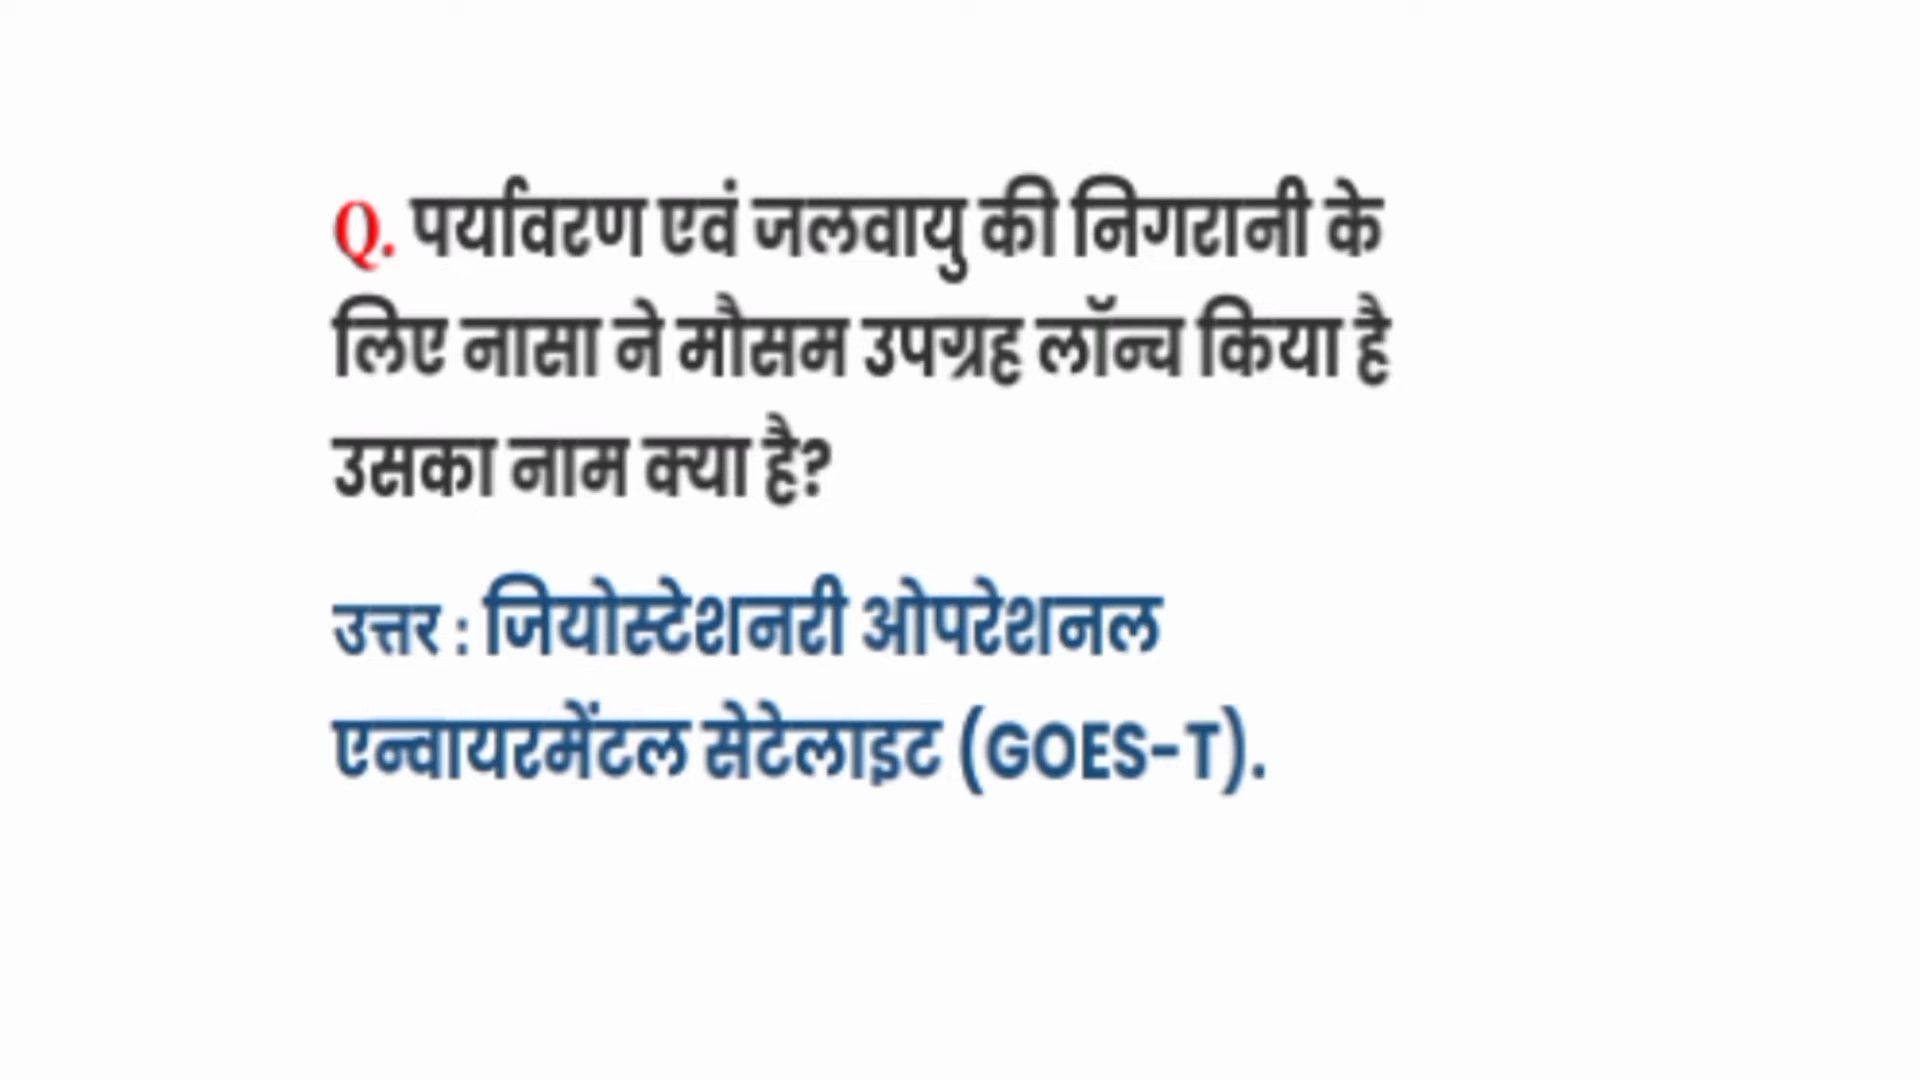 Q. पर्यावरण एवं जलवायु की निगरानी के
लिए नासा ने मौसम उपग्रह लॉन्च किया है
उसका नाम क्या है?
उत्तर : जियोस्टेशनरी ओपरेशनल
एन्वायरमेंटल सेटेलाइट (GOES-T).